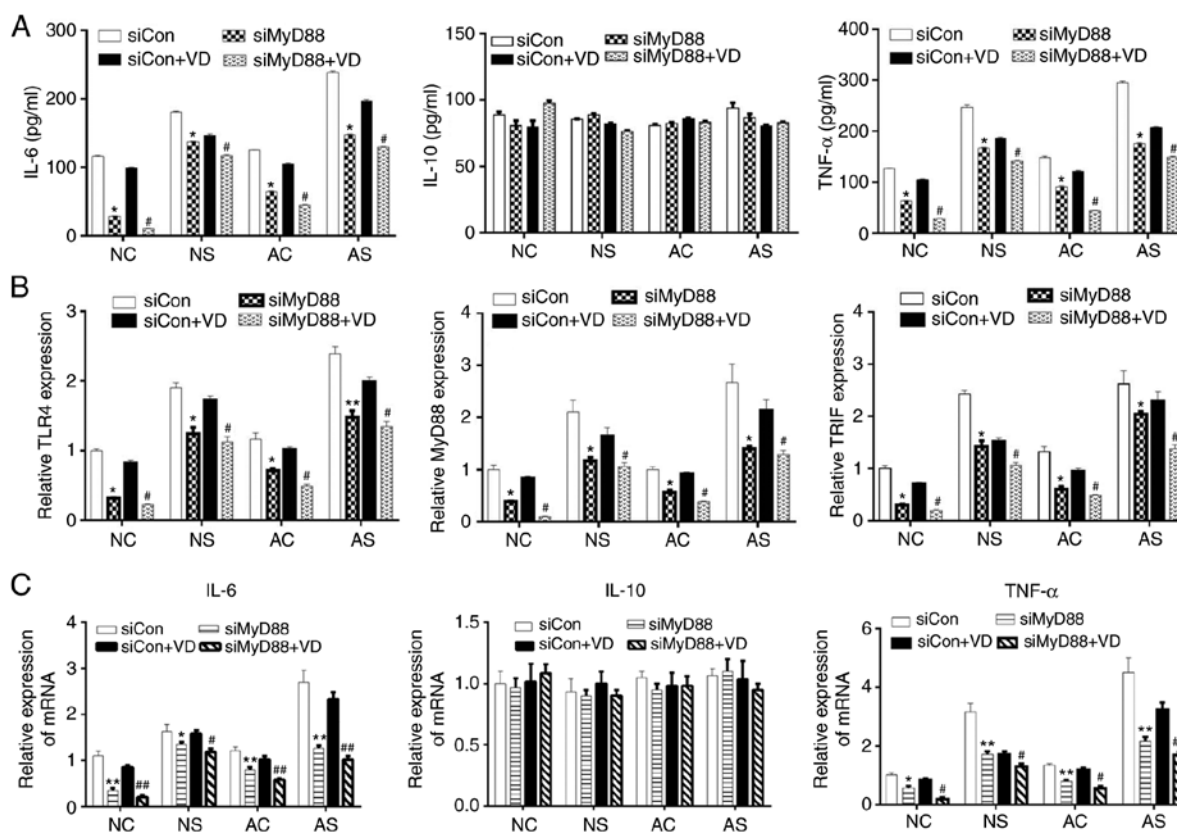 A
IL-6 (pg/ml)
300
200
100
0
siCon
siMyD88
siCon+VD
siMyD88+VD
*
#
*
#
*
#
*
#
NC
NS
AC
AS
IL-10 (pg/ml)
150
100
50
0
siCon
siMyD88
siCon+VD
siMyD88+VD
NC
NS
AC
AS
TNF-α (pg/ml)
400
300
200
100
0
siCon
siMyD88
siCon+VD
siMyD88+VD
*
#
*
#
*
#
*
#
NC
NS
AC
AS
B
Relative TLR4 expression
3
2
1
0
siCon
siMyD88
siCon+VD
siMyD88+VD
*
#
*
#
*
#
**
#
NC
NS
AC
AS
Relative MyD88 expression
4
3
2
1
0
siCon
siMyD88
siCon+VD
siMyD88+VD
*
#
*
#
*
#
*
#
NC
NS
AC
AS
Relative TRIF expression
4
3
2
1
0
siCon
siMyD88
siCon+VD
siMyD88+VD
*
#
*
#
*
#
*
#
NC
NS
AC
AS
C
IL-6
Relative expression
of mRNA
4
3
2
1
0
siCon
siMyD88
siCon+VD
siMyD88+VD
**
##
*
#
**
##
**
##
NC
NS
AC
AS
IL-10
Relative expression
of mRNA
1.5
1.0
0.5
0.0
siCon
siMyD88
siCon+VD
siMyD88+VD
NC
NS
AC
AS
TNF-α
Relative expression
of mRNA
6
4
2
0
siCon
siMyD88
siCon+VD
siMyD88+VD
*
#
**
#
**
#
**
#
NC
NS
AC
AS